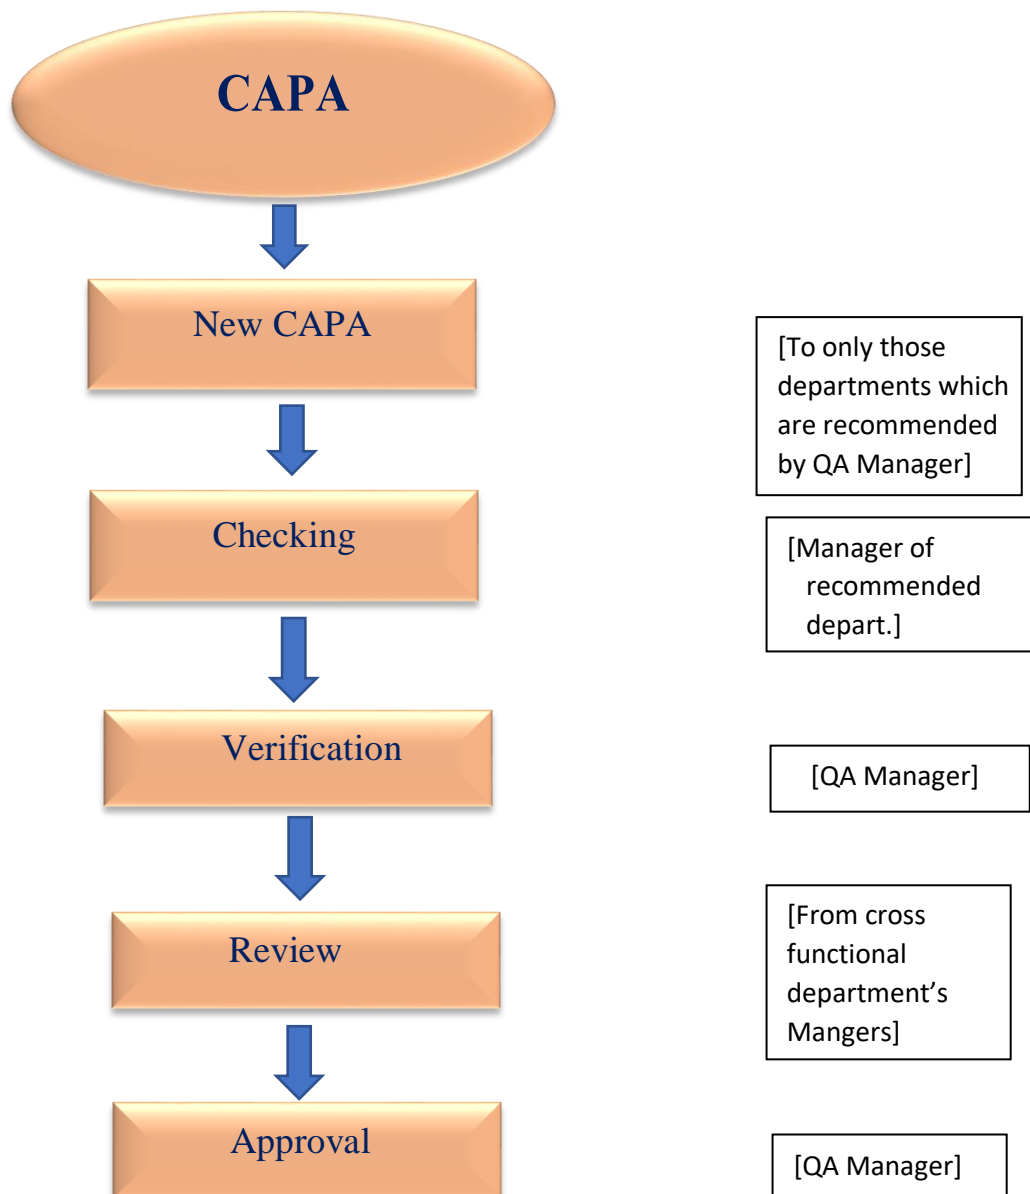 CAPA
New CAPA
[To only those
departments which
are recommended
by QA Manager]
Checking
[Manager of
recommended
depart.]
Verification
[QA Manager]
Review
[From cross
functional
department’s
Mangers]
Approval
[QA Manager]